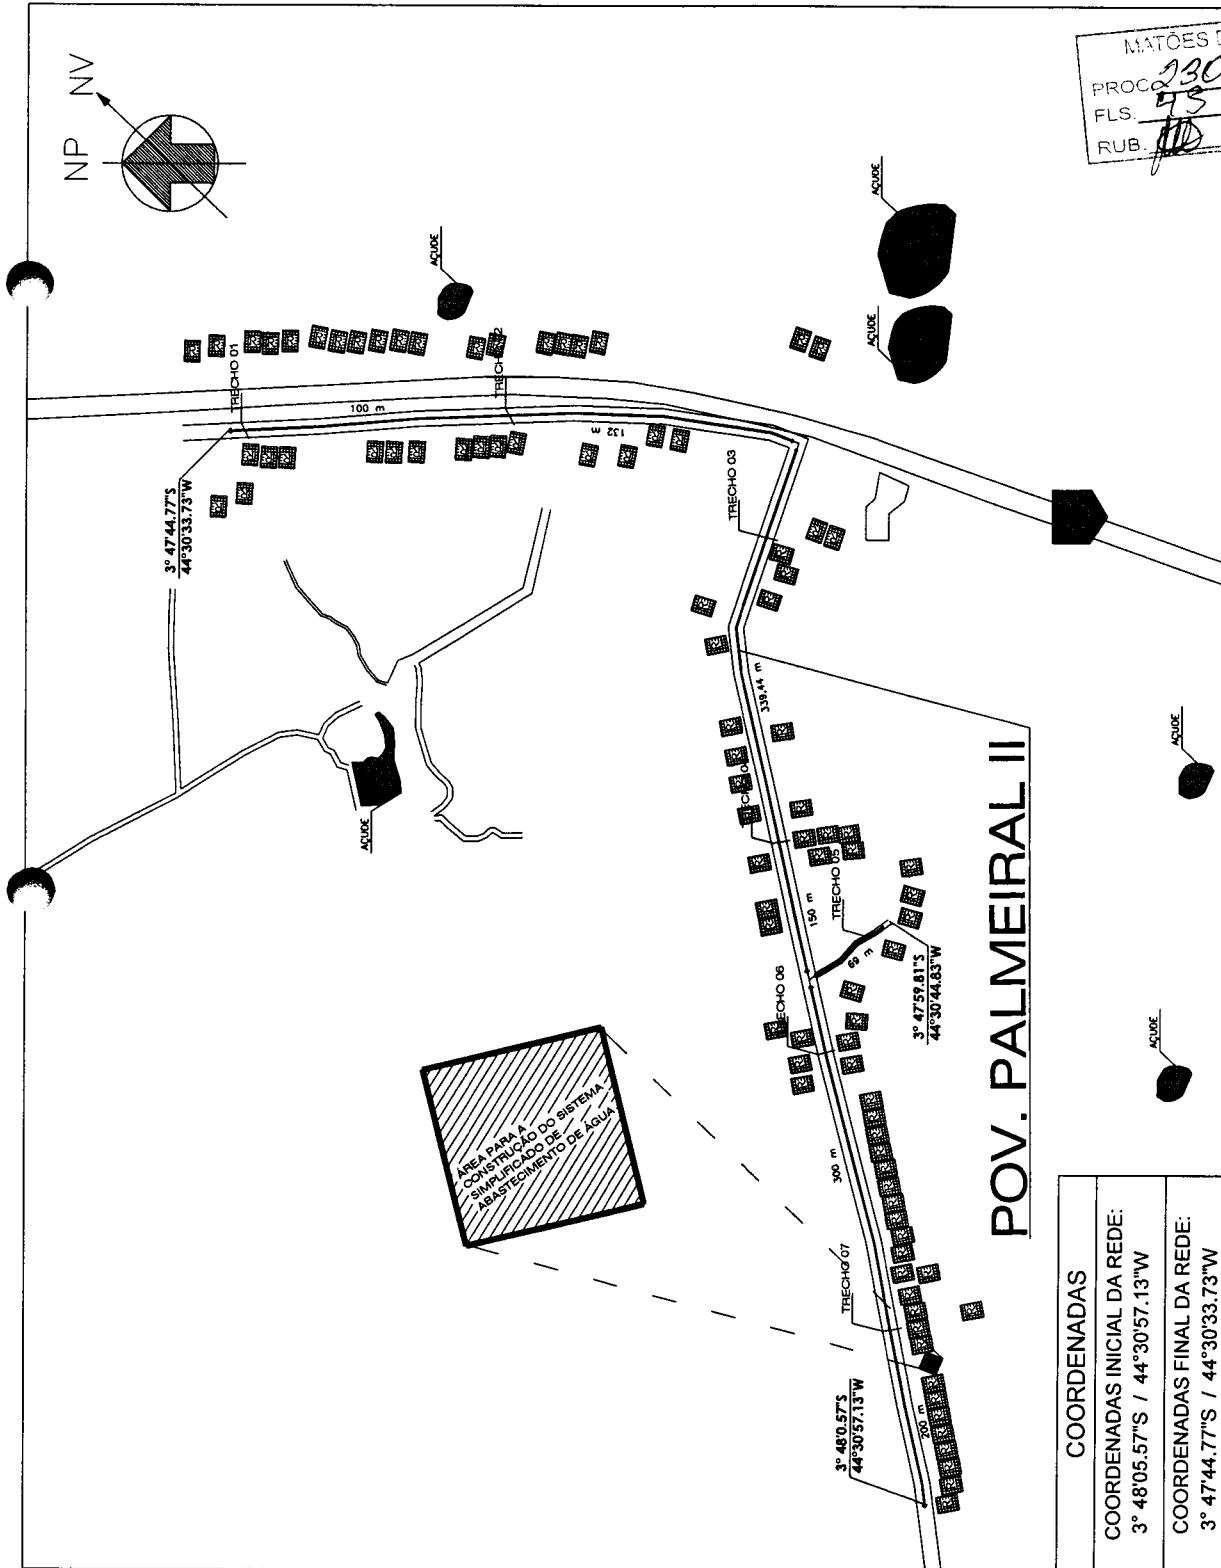 NP NV
MATÕES D
PROC. 230
FLS. 45
RUB.
AÇUDE
AÇUDE
AÇUDE
TRECHO 01
100 m
132 m
3° 47'44.77"S
44°30'33.73"W
TRECHO 03
339,44 m
AÇUDE
150 m
TRECHO 05
69 m
3° 47'59.81"S
44°30'44.83"W
TRECHO 06
ÁREA PARA A
CONSTRUÇÃO DO SISTEMA
SIMPLIFICADO DE
ABASTECIMENTO DE ÁGUA
300 m
TRECHO 07
3° 48'0.57"S
44°30'57.13"W
200 m
POV. PALMEIRAL II
AÇUDE
AÇUDE
COORDENADAS
COORDENADAS INICIAL DA REDE:
3° 48'05.57"S / 44°30'57.13"W
COORDENADAS FINAL DA REDE:
3° 47'44.77"S / 44°30'33.73"W